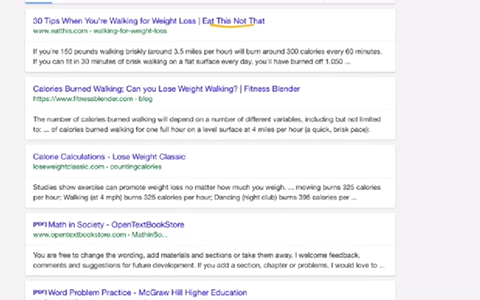 30 Tips When You're Walking for Weight Loss | Eat This Not That
www.eatthis.com › walking-for-weight-loss
If you're 150 pounds walking briskly (around 3.5 miles per hour) will burn around 300 calories every 60 minutes.
If you can fit in 30 minutes of brisk walking on a flat surface every day, you'll have burned off 1,050 ...
Calories Burned Walking; Can you Lose Weight Walking? | Fitness Blender
https://www.fitnessblender.com › blog
The number of calories burned walking will depend on a number of different variables, including but not limited
to: ... of calories burned walking for one full hour on a level surface at 4 miles per hour (a quick, brisk pace):
Calorie Calculations - Lose Weight Classic
loseweightclassic.com › countingcalories
Studies show exercise can promote weight loss no matter how much you weigh. ... mowing burns 325 calories
per hour; Walking (at 4 mph) burns 325 calories per hour; Dancing (night club) burns 395 calories per ...
[PDF] Math in Society - OpenTextBookStore
www.opentextbookstore.com › MathinSo...
You are free to change the wording, add materials and sections or take them away. I welcome feedback,
comments and suggestions for future development. If you add a section, chapter or problems, I would love to ...
[PDF] Word Problem Practice - McGraw Hill Higher Education